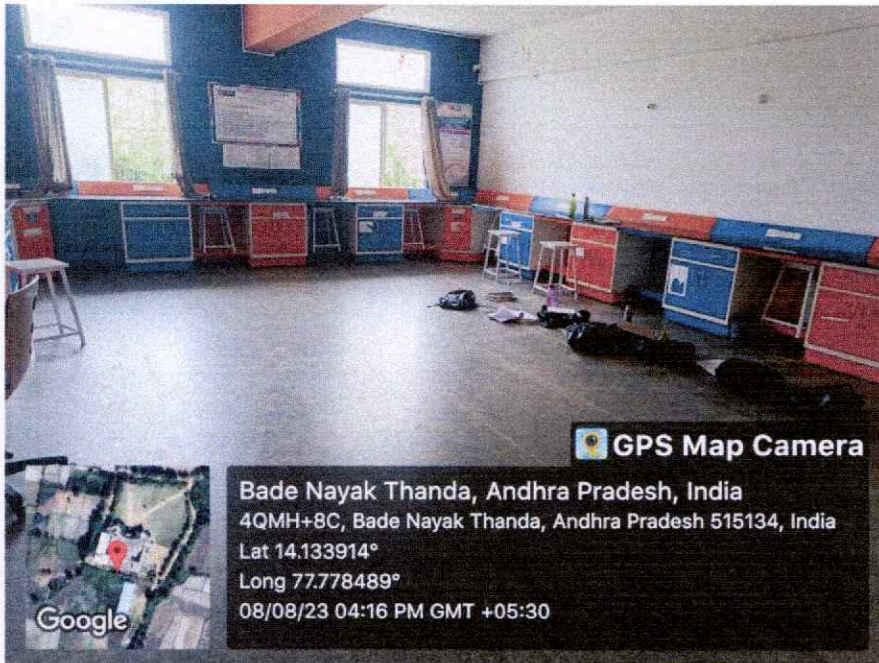 GPS Map Camera
Bade Nayak Thanda, Andhra Pradesh, India
4QMH+8C, Bade Nayak Thanda, Andhra Pradesh 515134, India
Lat 14.133914°
Long 77.778489°
08/08/23 04:16 PM GMT +05:30
Google